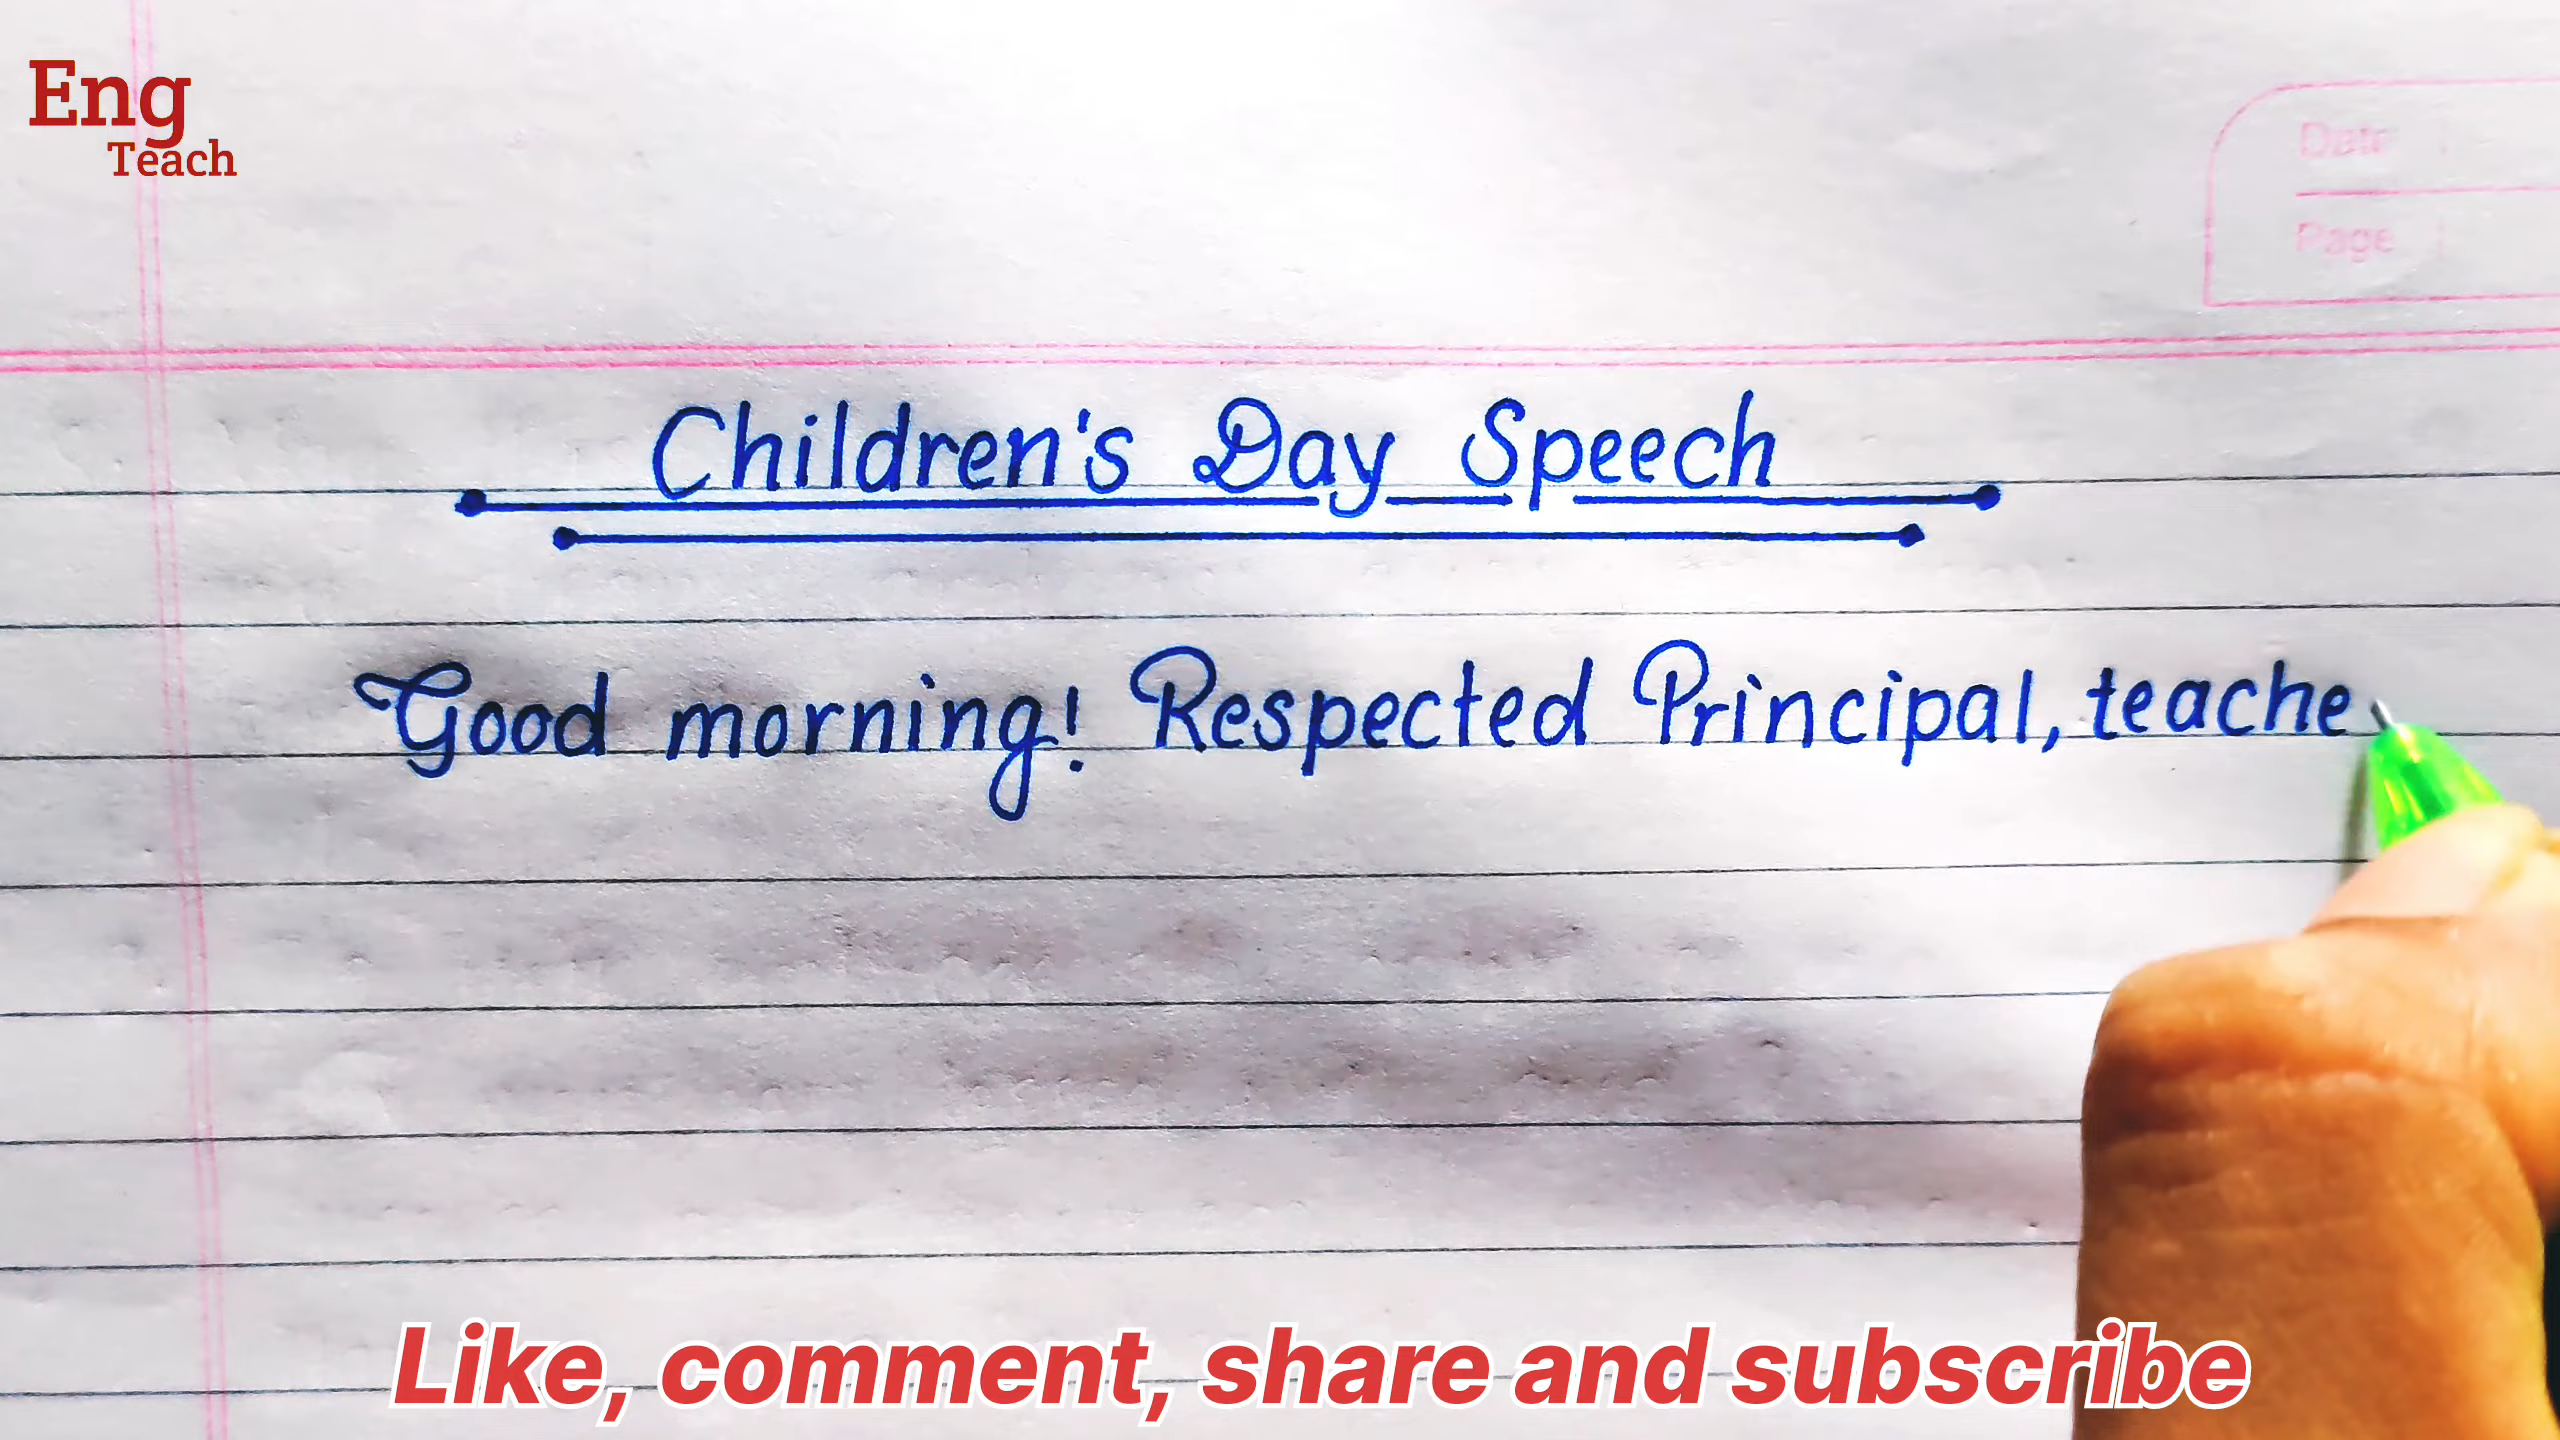 Eng
Teach
Date
Page
Children's Day Speech
Good morning! Respected Principal, teache
Like, comment, share and subscribe